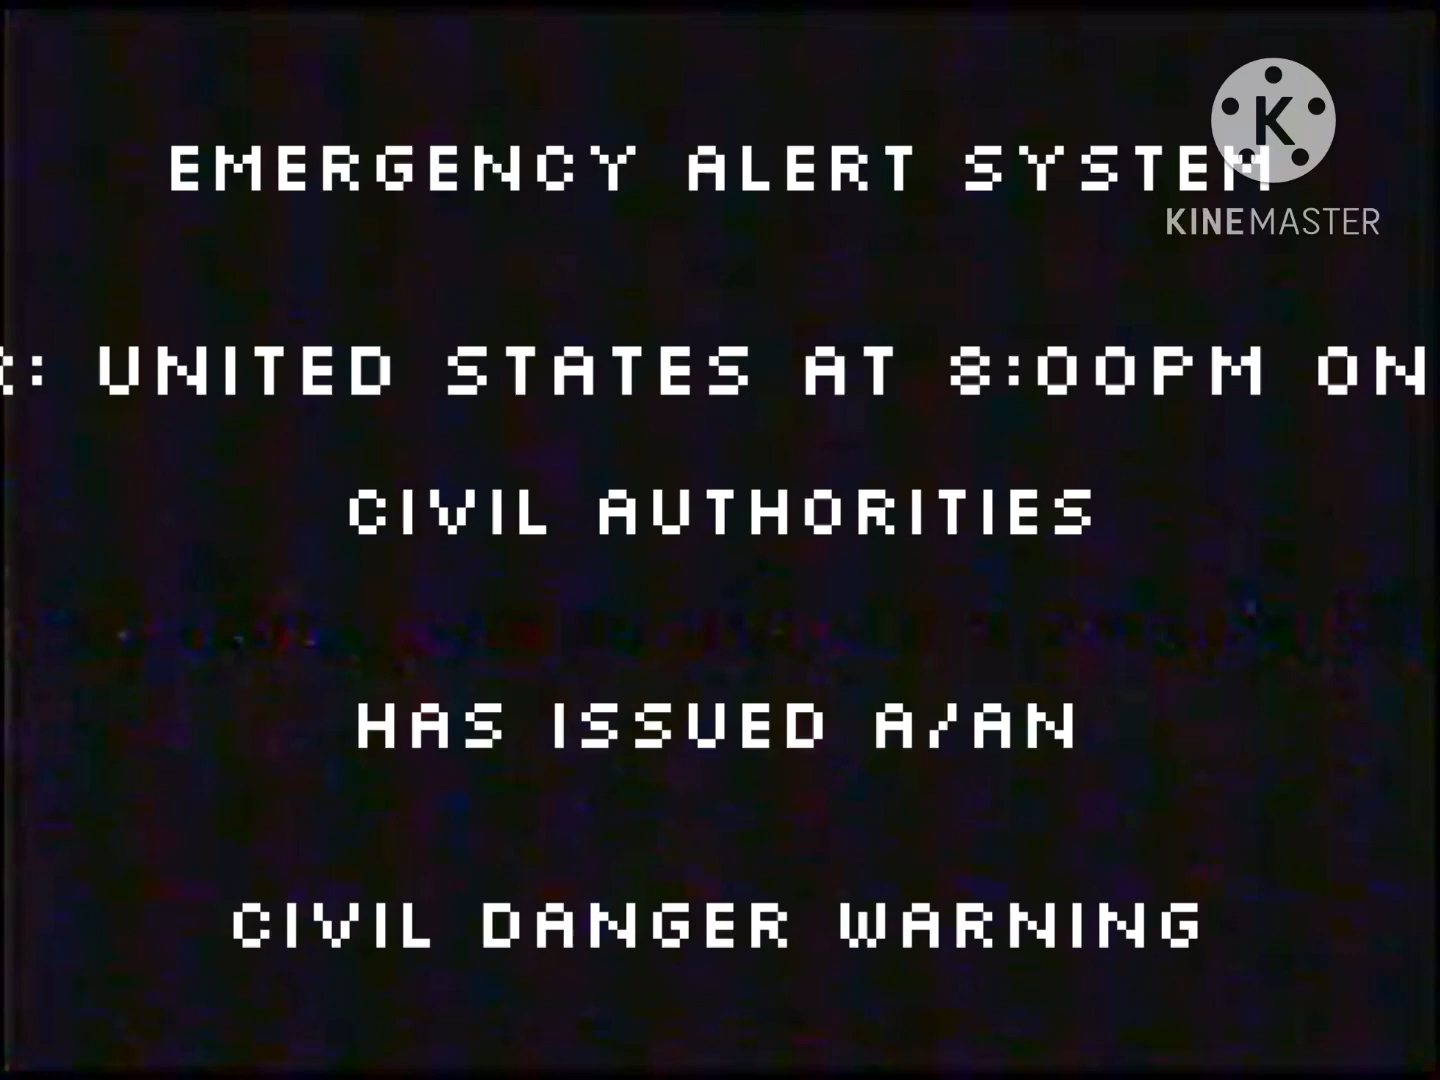 K
EMERGENCY ALERT SYSTEM
KINEMASTER
: UNITED STATES AT 8:00PM ON
CIVIL AUTHORITIES
HAS ISSUED A/AN
CIVIL DANGER WARNING